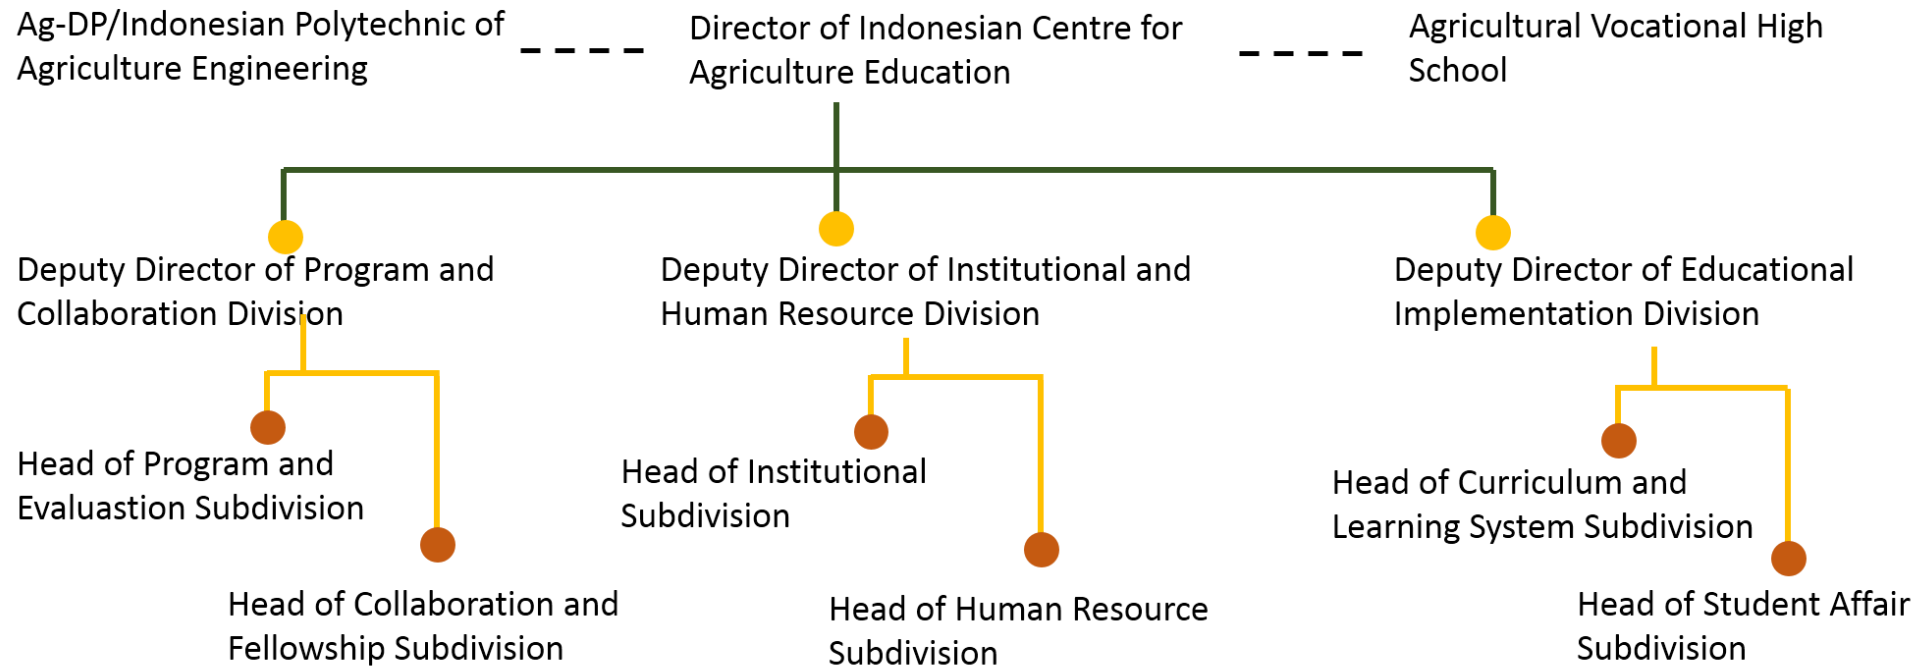 Ag-DP/Indonesian Polytechnic of
Agriculture Engineering
Director of Indonesian Centre for
Agriculture Education
Agricultural Vocational High
School
Deputy Director of Program and
Collaboration Division
Deputy Director of Institutional and
Human Resource Division
Deputy Director of Educational
Implementation Division
Head of Program and
Evaluastion Subdivision
Head of Collaboration and
Fellowship Subdivision
Head of Institutional
Subdivision
Head of Human Resource
Subdivision
Head of Curriculum and
Learning System Subdivision
Head of Student Affair
Subdivision